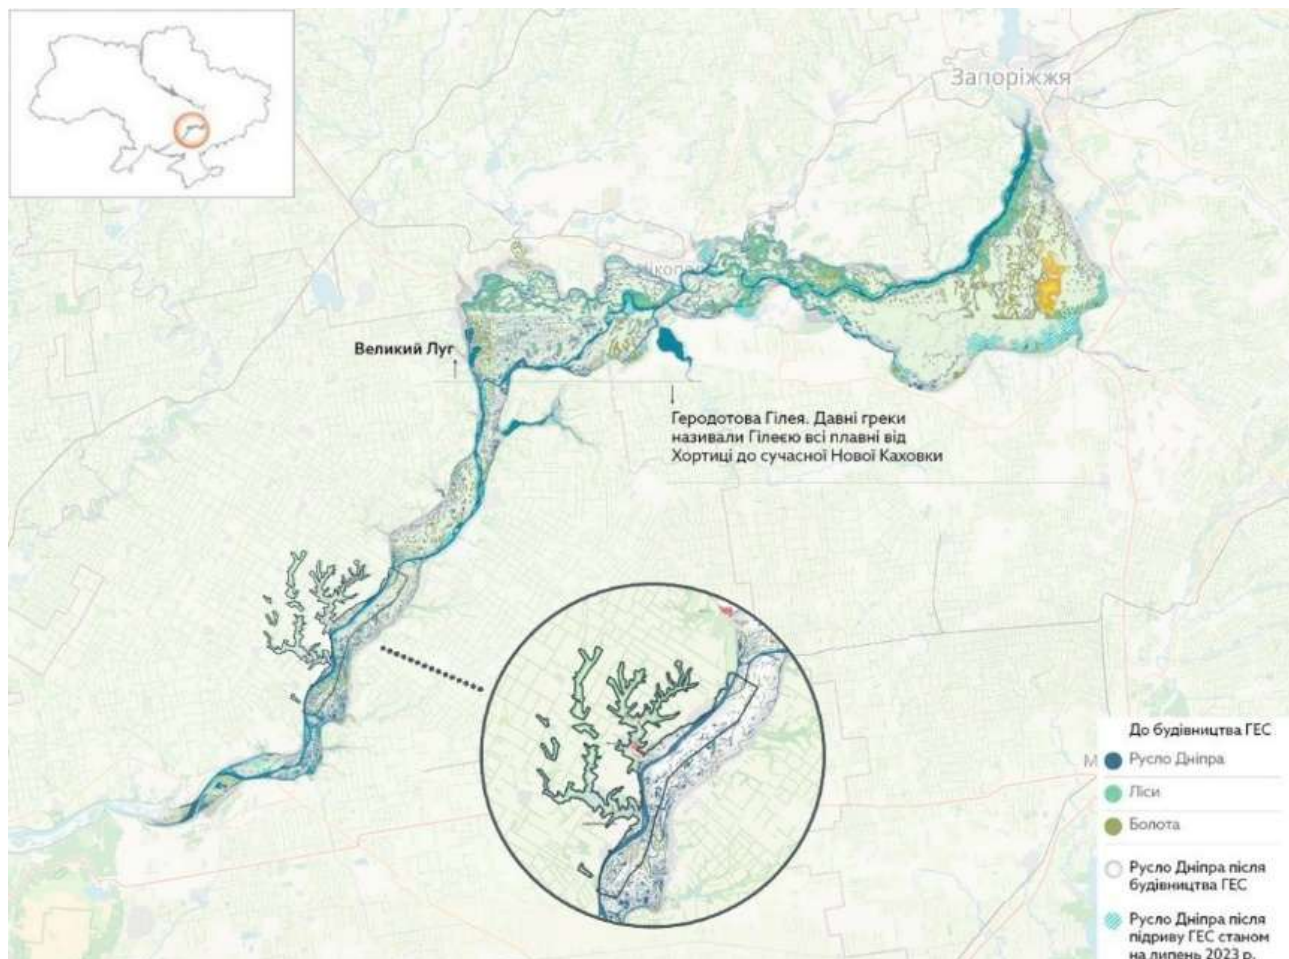 Запоріжжя
Великий Луг
Геродотова Гілея. Давні греки
називали Гілеєю всі плавні від
Хортиці до сучасної Нової Каховки
До будівництва ГЕС
М
Русло Дніпра
Ліси
Болота
Русло Дніпра після
будівництва ГЕС
Русло Дніпра після
підриву ГЕС станом
на липень 2023 р.